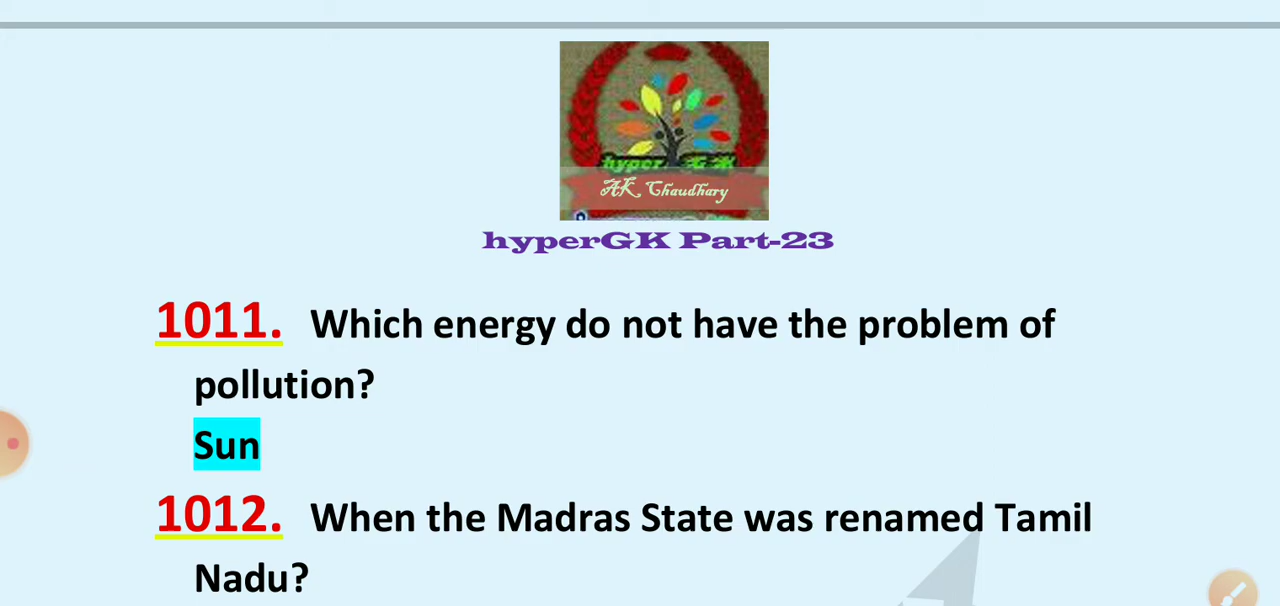 hyper GK
AK Chaudhary
hyperGK Part-23
1011. Which energy do not have the problem of
pollution?
Sun
1012. When the Madras State was renamed Tamil
Nadu?